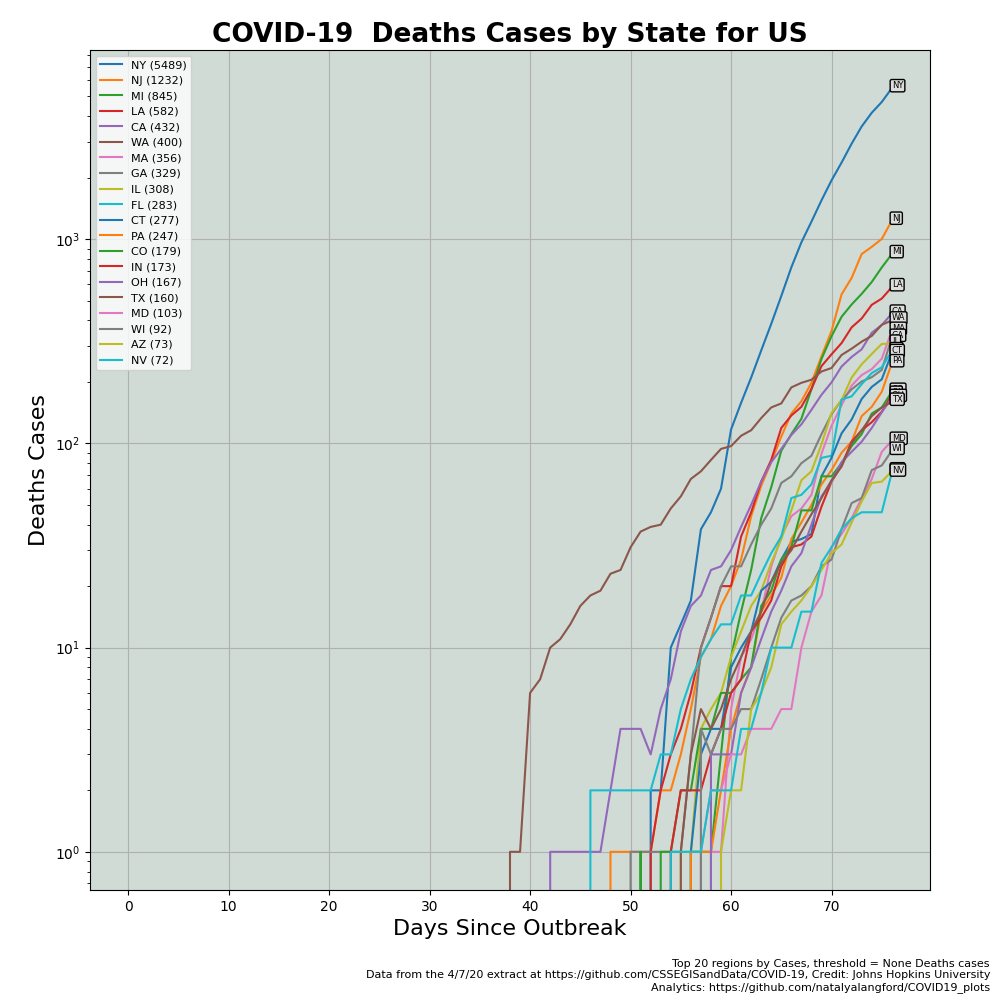 COVID-19  Deaths Cases by State for US
NY (5489)
NJ (1232)
MI (845)
LA (582)
CA (432)
WA (400)
MA (356)
GA (329)
IL (308)
FL (283)
CT (277)
PA (247)
CO (179)
IN (173)
OH (167)
TX (160)
MD (103)
WI (92)
AZ (73)
NV (72)
NY
NJ
MI
LA
WA
CT
PA
TX
MD
WI
NV
10³
10²
10¹
10⁰
Deaths Cases
0 10 20 30 40 50 60 70
Days Since Outbreak
Top 20 regions by Cases, threshold = None Deaths cases
Data from the 4/7/20 extract at https://github.com/CSSEGISandData/COVID-19, Credit: Johns Hopkins University
Analytics: https://github.com/natalyalangford/COVID19_plots